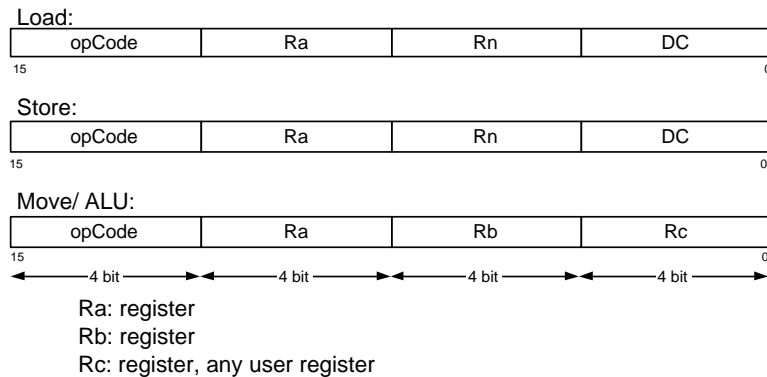 Load:
opCode Ra Rn DC
15 0
Store:
opCode Ra Rn DC
15 0
Move/ ALU:
opCode Ra Rb Rc
15 0
4 bit 4 bit 4 bit 4 bit
Ra: register
Rb: register
Rc: register, any user register